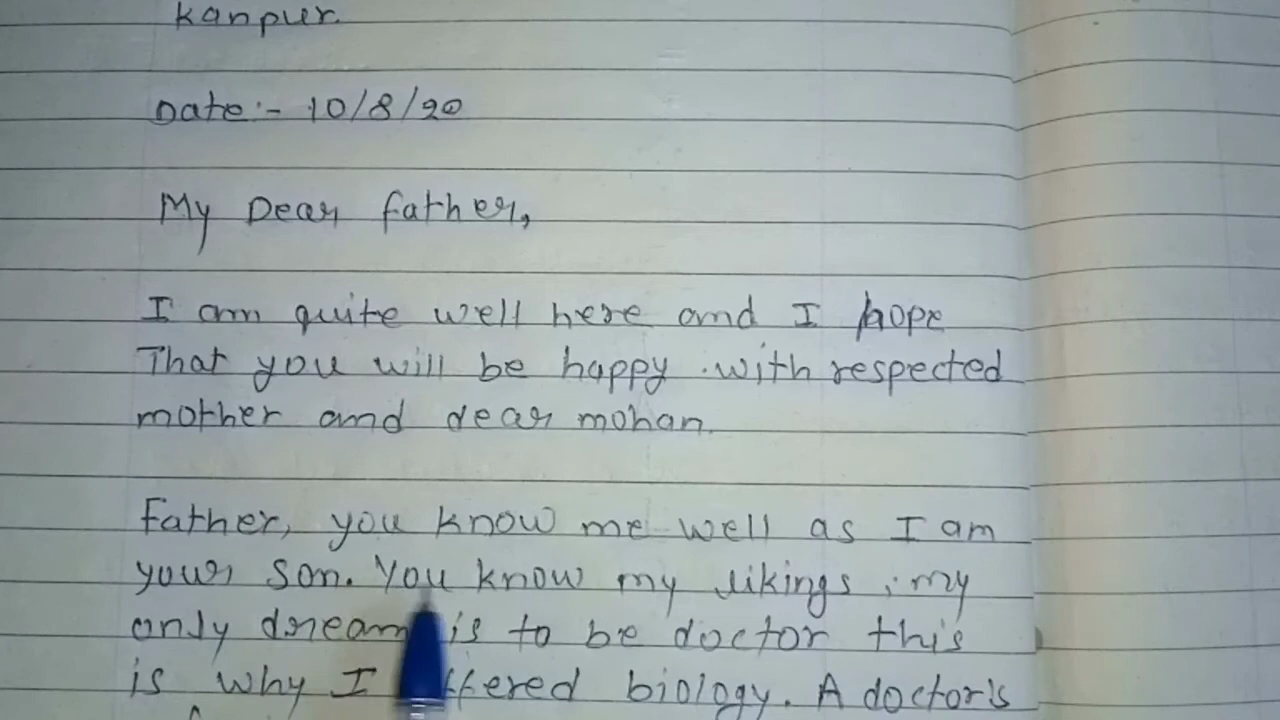 Kanpur
Date:- 10/8/20
My Dear father,
I am quite well here and I hope
That you will be happy with respected
mother and dear mohan.
Father, you know me well as I am
your son. You know my likings, my
only dream is to be doctor this
is why I offered biology. A doctor's